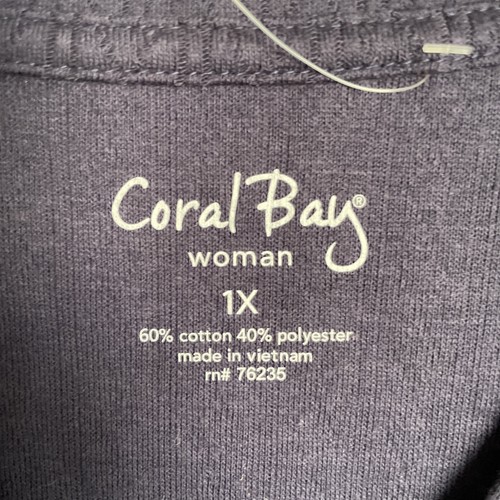 Coral Bay®
woman
1X
60% cotton 40% polyester
made in vietnam
rn# 76235